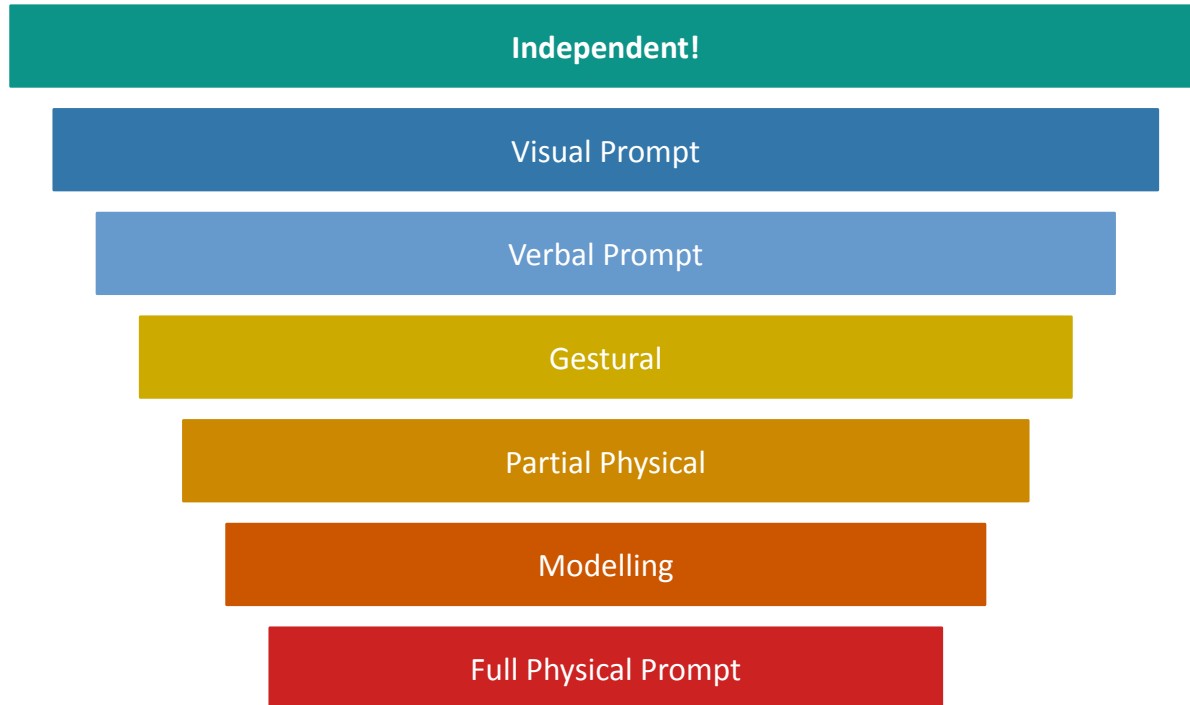 Independent!
Visual Prompt
Verbal Prompt
Gestural
Partial Physical
Modelling
Full Physical Prompt